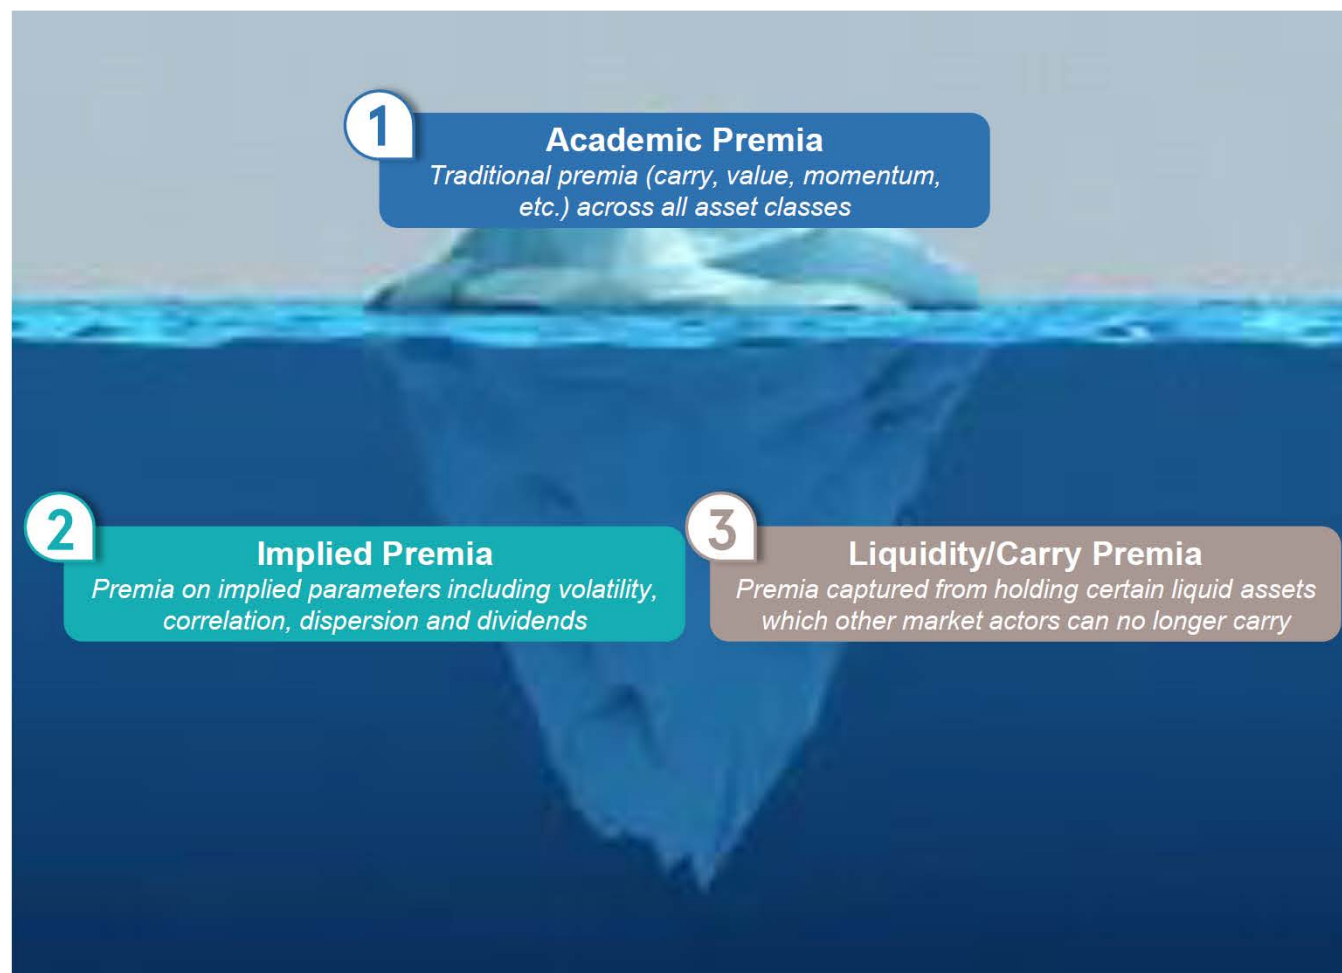 1
Academic Premia
Traditional premia (carry, value, momentum,
etc.) across all asset classes
2
Implied Premia
Premia on implied parameters including volatility,
correlation, dispersion and dividends
3
Liquidity/Carry Premia
Premia captured from holding certain liquid assets
which other market actors can no longer carry